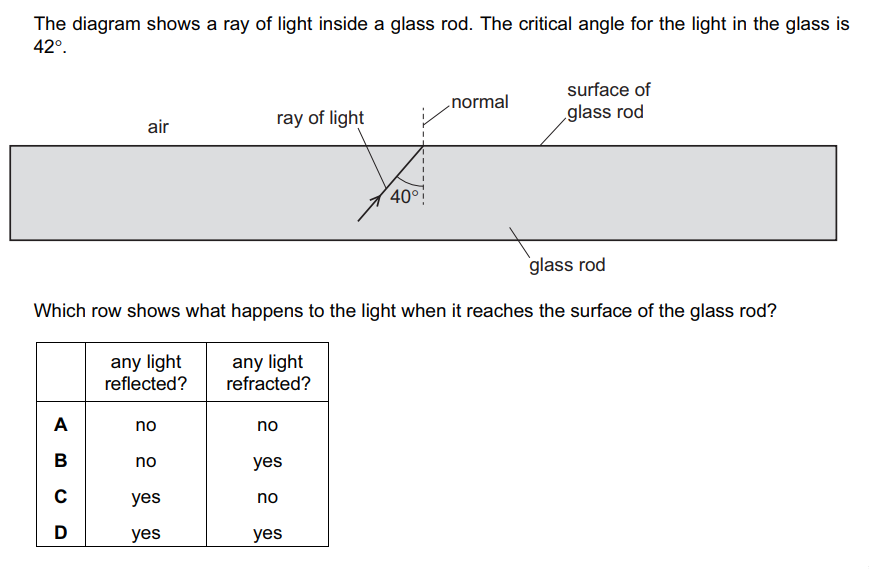 The diagram shows a ray of light inside a glass rod. The critical angle for the light in the glass is
42°.
air
ray of light
normal
surface of
glass rod
40°
glass rod
Which row shows what happens to the light when it reaches the surface of the glass rod?
any light reflected? any light refracted?
A no no
B no yes
C yes no
D yes yes